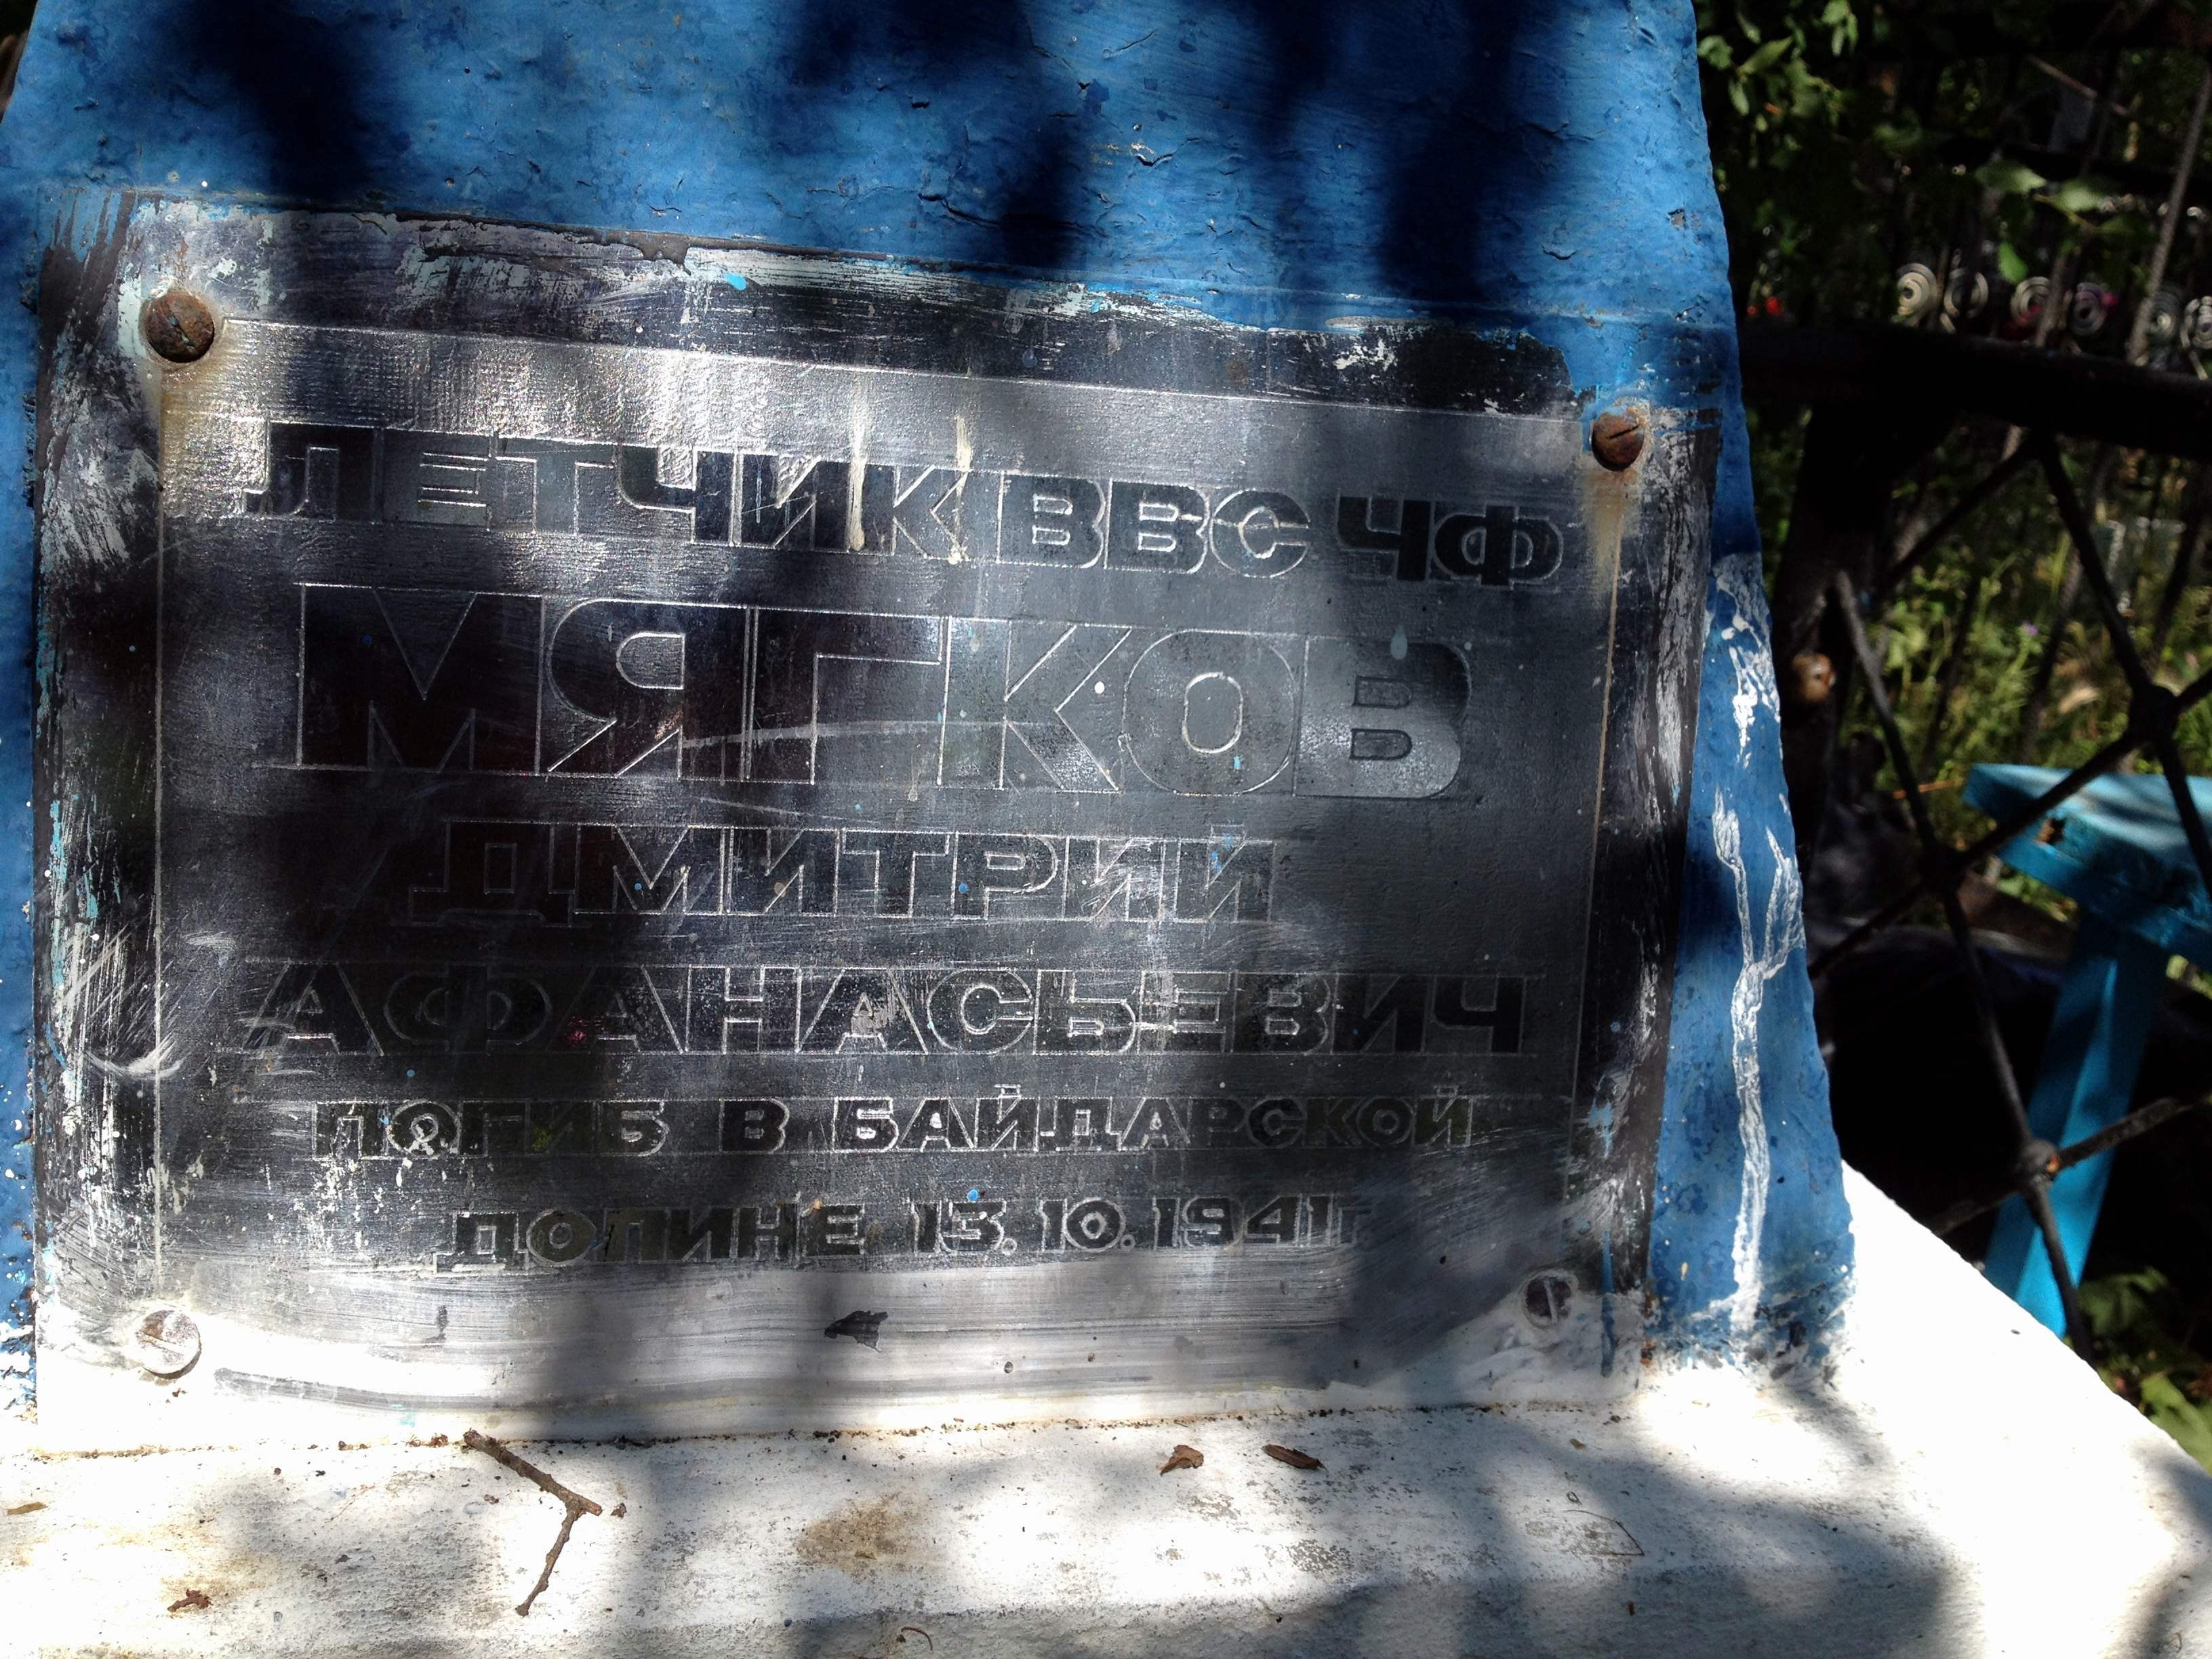 ЛЕТЧИК ВВС ЧФ
МЯГКОВ
ДМИТРИЙ
АФАНАСЬЕВИЧ
ПОГИБ В БАЙДАРСКОЙ
ДОЛИНЕ 13.10.1941г